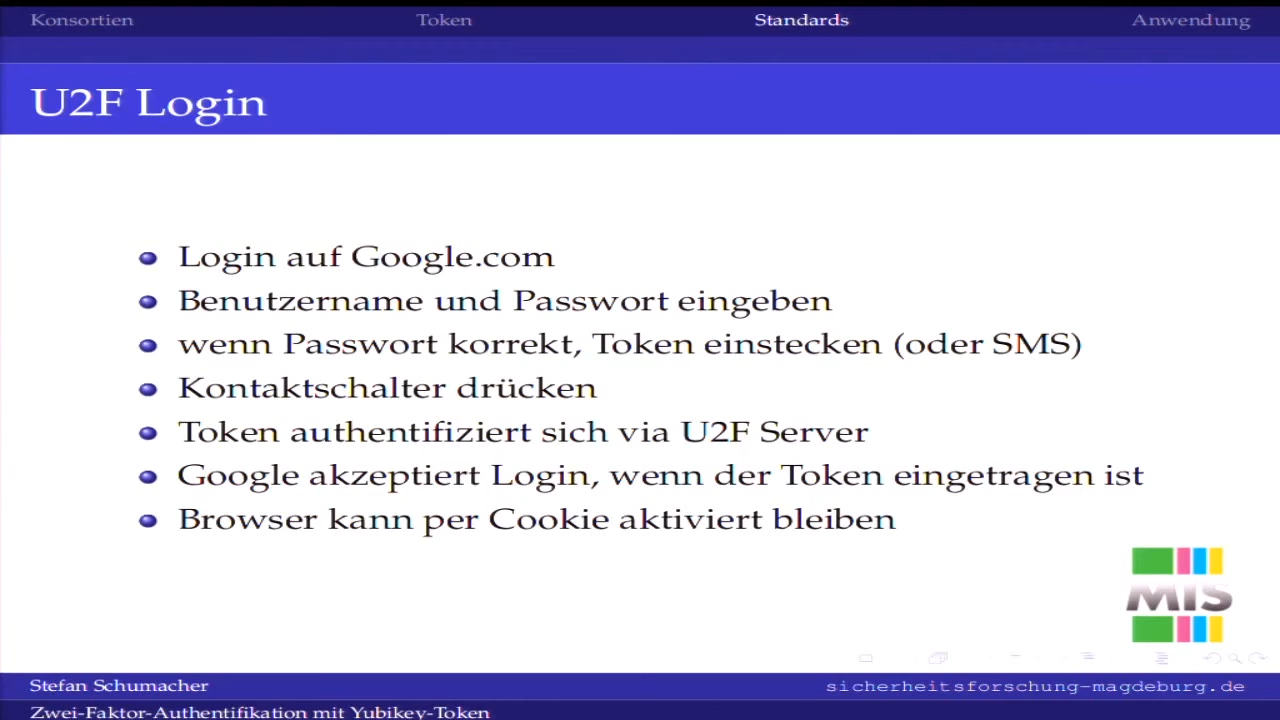 Konsortien Token Standards Anwendung
U2F Login
Login auf Google.com
Benutzername und Passwort eingeben
wenn Passwort korrekt, Token einstecken (oder SMS)
Kontaktschalter drücken
Token authentifiziert sich via U2F Server
Google akzeptiert Login, wenn der Token eingetragen ist
Browser kann per Cookie aktiviert bleiben
MIS
Stefan Schumacher sicherheitsforschung-magdeburg.de
Zwei-Faktor-Authentifikation mit Yubikey-Token